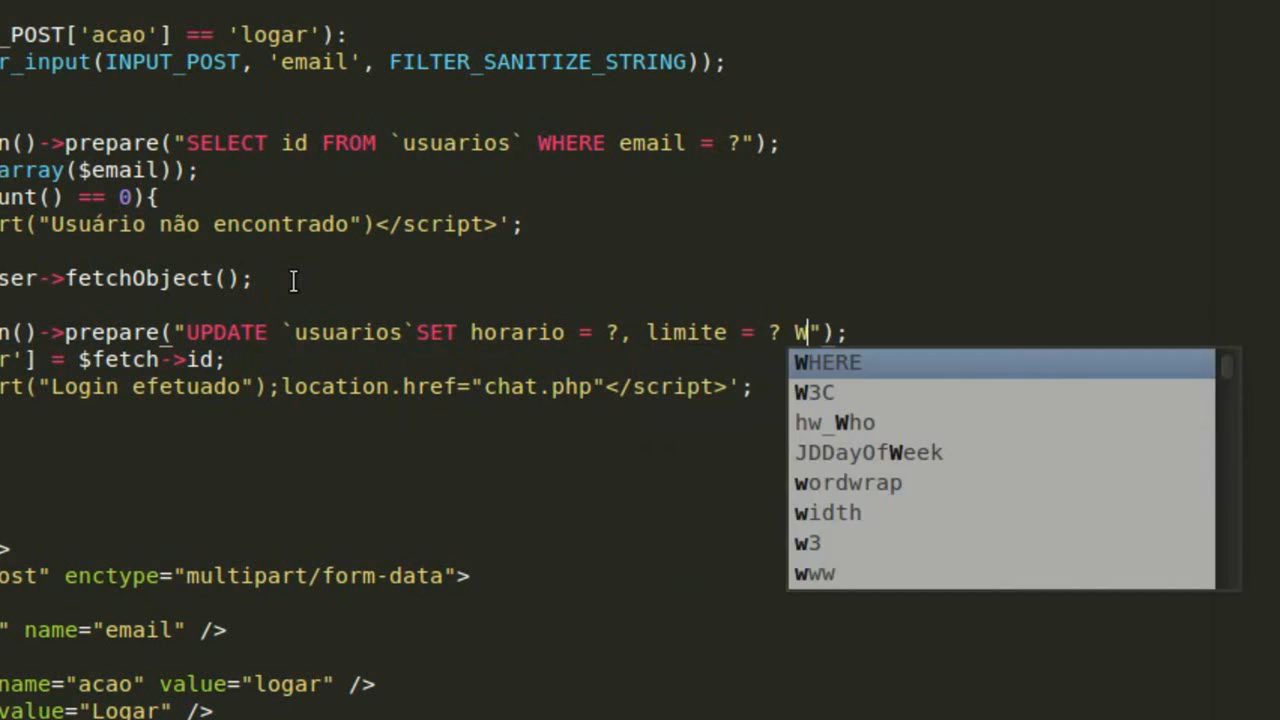 _POST['acao'] == 'logar'):
r_input(INPUT_POST, 'email', FILTER_SANITIZE_STRING));
n()->prepare("SELECT id FROM `usuarios` WHERE email = ?");
array($email));
unt() == 0){
rt("Usuário não encontrado")</script>';
ser->fetchObject();
n()->prepare("UPDATE `usuarios`SET horario = ?, limite = ? W");
r'] = $fetch->id;
rt("Login efetuado");location.href="chat.php"</script>';
WHERE
W3C
hw_Who
JDDayOfWeek
wordwrap
width
w3
www
>
ost" enctype="multipart/form-data">
" name="email" />
name="acao" value="logar" />
value="Logar" />